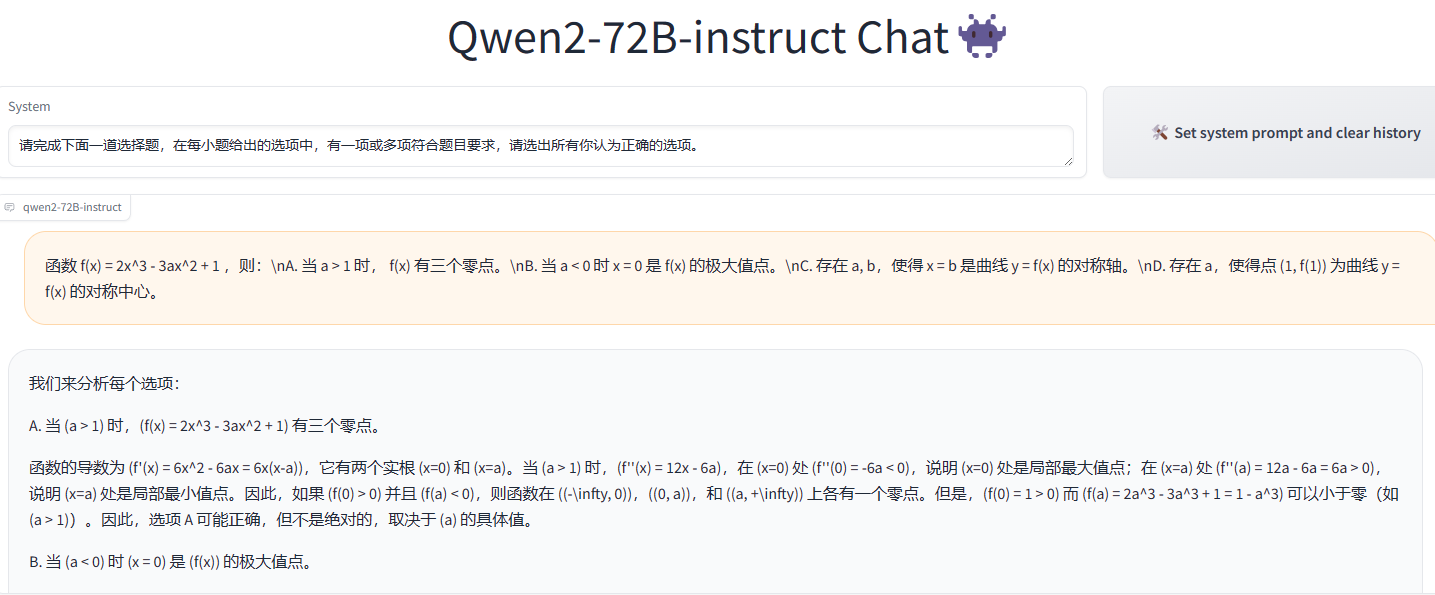 Qwen2-72B-instruct Chat
System
请完成下面一道选择题，在每小题给出的选项中，有一项或多项符合题目要求，请选出所有你认为正确的选项。
🛠️ Set system prompt and clear history
qwen2-72B-instruct
函数 f(x) = 2x^3 - 3ax^2 + 1 ，则：\nA. 当 a > 1 时， f(x) 有三个零点。\nB. 当 a < 0 时 x = 0 是 f(x) 的极大值点。\nC. 存在 a, b，使得 x = b 是曲线 y = f(x) 的对称轴。\nD. 存在 a，使得点 (1, f(1)) 为曲线 y =
f(x) 的对称中心。
我们来分析每个选项：
A. 当 (a > 1) 时，(f(x) = 2x^3 - 3ax^2 + 1) 有三个零点。
函数的导数为 (f'(x) = 6x^2 - 6ax = 6x(x-a))，它有两个实根 (x=0) 和 (x=a)。当 (a > 1) 时，(f''(x) = 12x - 6a)，在 (x=0) 处 (f''(0) = -6a < 0)，说明 (x=0) 处是局部最大值点；在 (x=a) 处 (f''(a) = 12a - 6a = 6a > 0)，
说明 (x=a) 处是局部最小值点。因此，如果 (f(0) > 0) 并且 (f(a) < 0)，则函数在 ((-\infty, 0))，((0, a))，和 ((a, +\infty)) 上各有一个零点。但是，(f(0) = 1 > 0) 而 (f(a) = 2a^3 - 3a^3 + 1 = 1 - a^3) 可以小于零（如
(a > 1)）。因此，选项 A 可能正确，但不是绝对的，取决于 (a) 的具体值。
B. 当 (a < 0) 时 (x = 0) 是 (f(x)) 的极大值点。